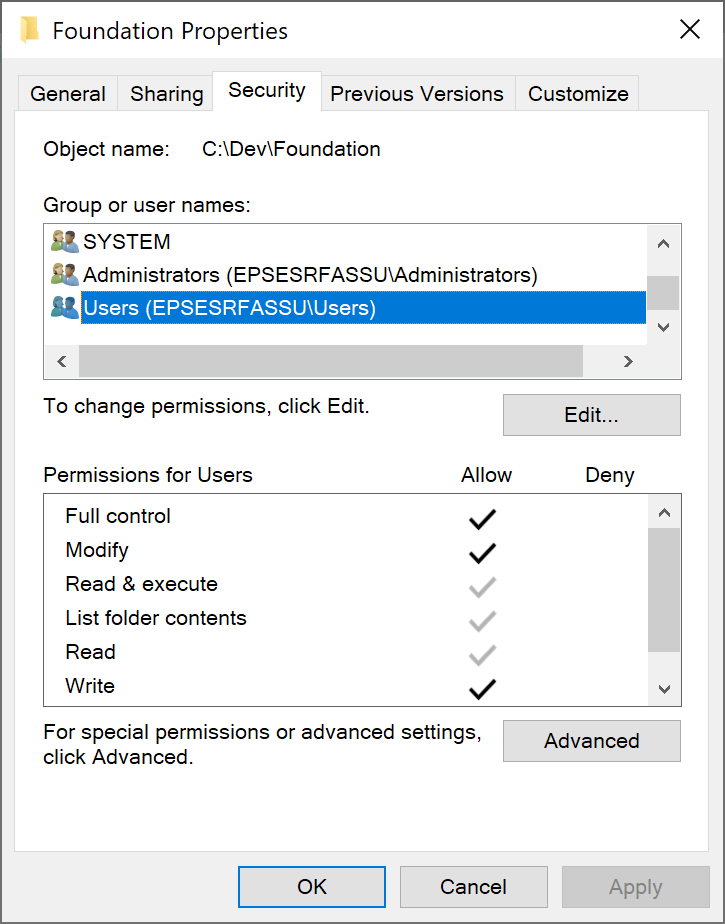 Foundation Properties
General Sharing Security Previous Versions Customize
Object name: C:\Dev\Foundation
Group or user names:
SYSTEM
Administrators (EPSESRFASSU\Administrators)
Users (EPSESRFASSU\Users)
To change permissions, click Edit.
Edit...
Permissions for Users Allow Deny
Full control
Modify
Read & execute
List folder contents
Read
Write
For special permissions or advanced settings,
click Advanced.
Advanced
OK Cancel Apply